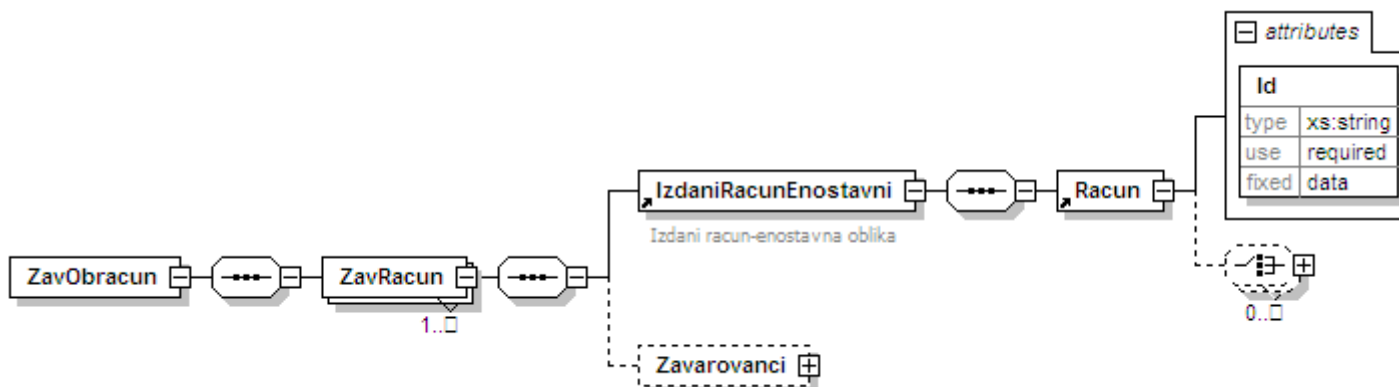 attributes
Id
type xs:string
use required
fixed data
IzdaniRacunEnostavni
Racun
Izdani racun-enostavna oblika
ZavObracun
ZavRacun
1..□
0..□
Zavarovanci